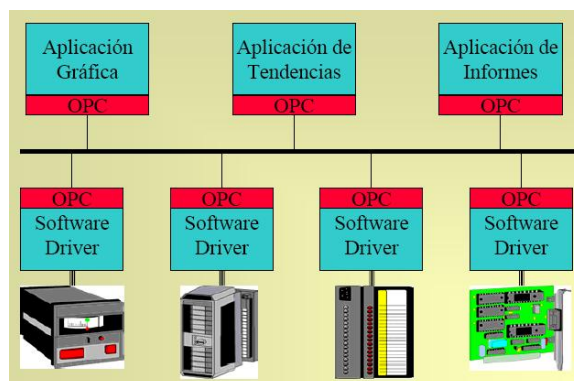 Aplicación
Gráfica
OPC
Aplicación de
Tendencias
OPC
Aplicación de
Informes
OPC
OPC
Software
Driver
OPC
Software
Driver
OPC
Software
Driver
OPC
Software
Driver